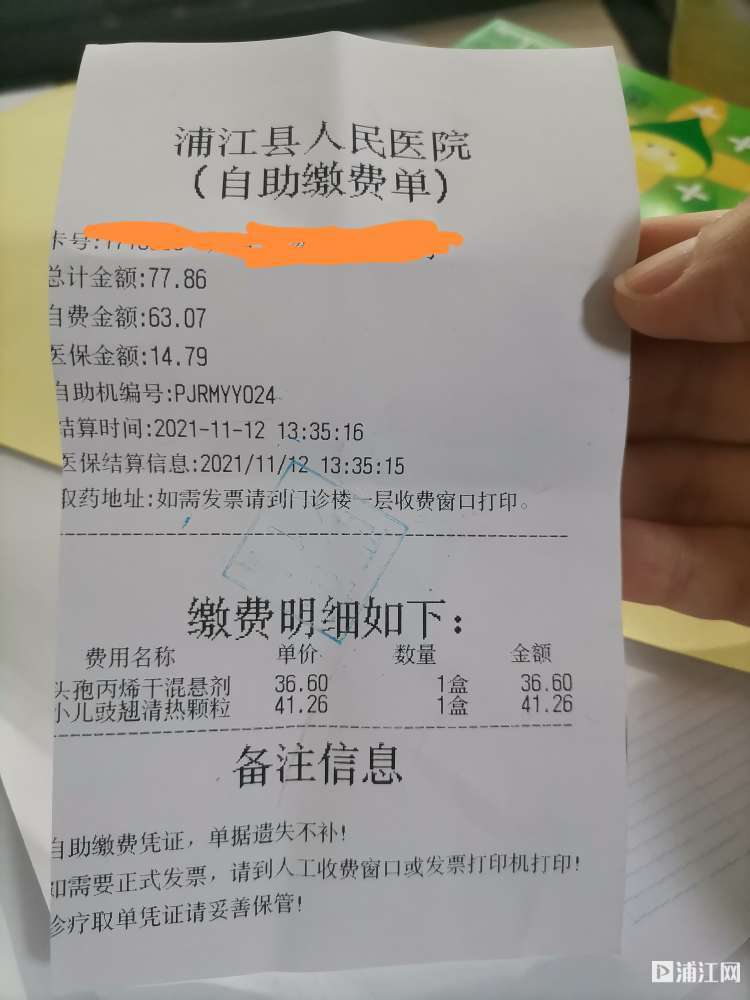 浦江县人民医院
(自助缴费单)
卡号:
总计金额:77.86
自费金额:63.07
医保金额:14.79
自助机编号:PJRMYY024
结算时间:2021-11-12 13:35:16
医保结算信息:2021/11/12 13:35:15
取药地址:如需发票请到门诊楼一层收费窗口打印。
缴费明细如下:
费用名称 单价 数量 金额
头孢丙烯干混悬剂 36.60 1盒 36.60
小儿豉翘清热颗粒 41.26 1盒 41.26
备注信息
自助缴费凭证，单据遗失不补!
如需要正式发票，请到人工收费窗口或发票打印机打印!
诊疗取单凭证请妥善保管!
浦江网